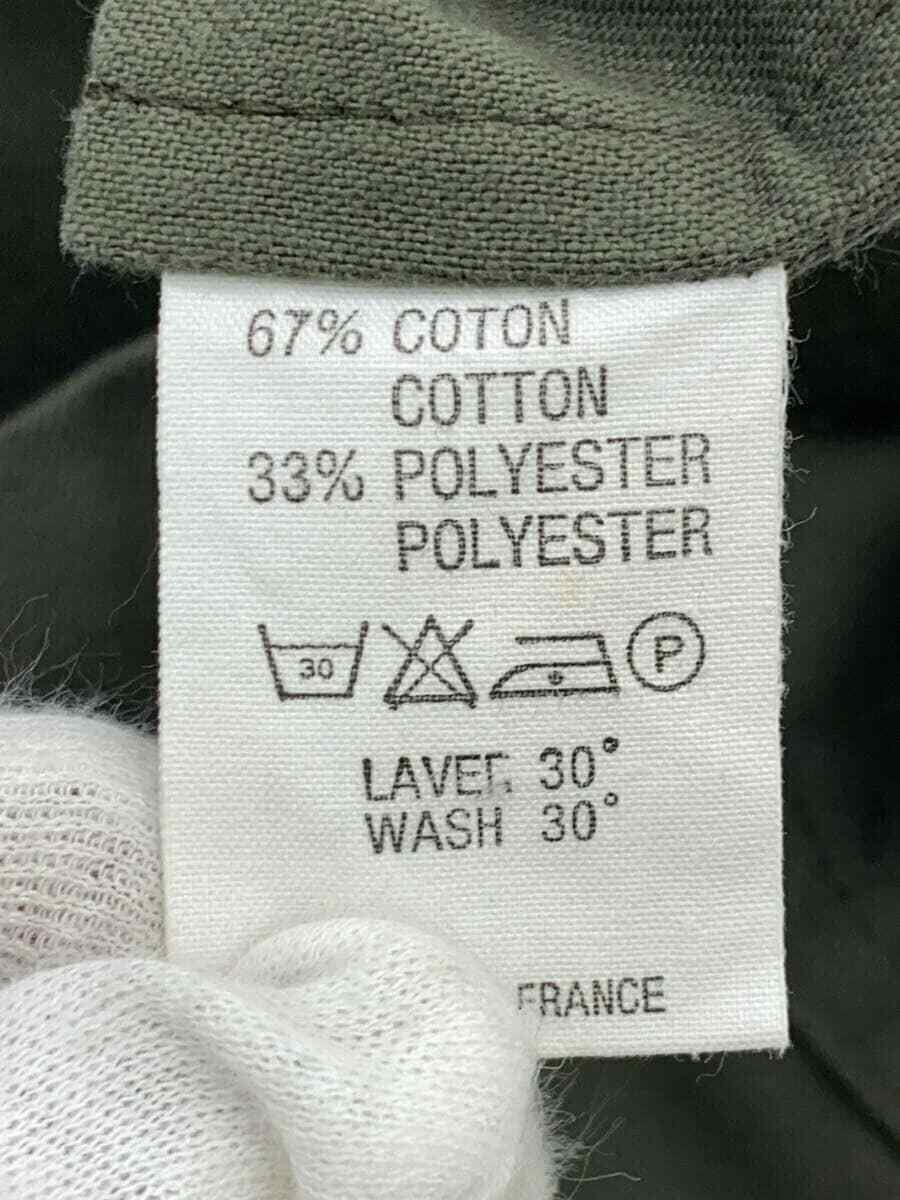 67% COTON
COTTON
33% POLYESTER
POLYESTER
30 P
LAVER 30°
WASH 30°
FRANCE